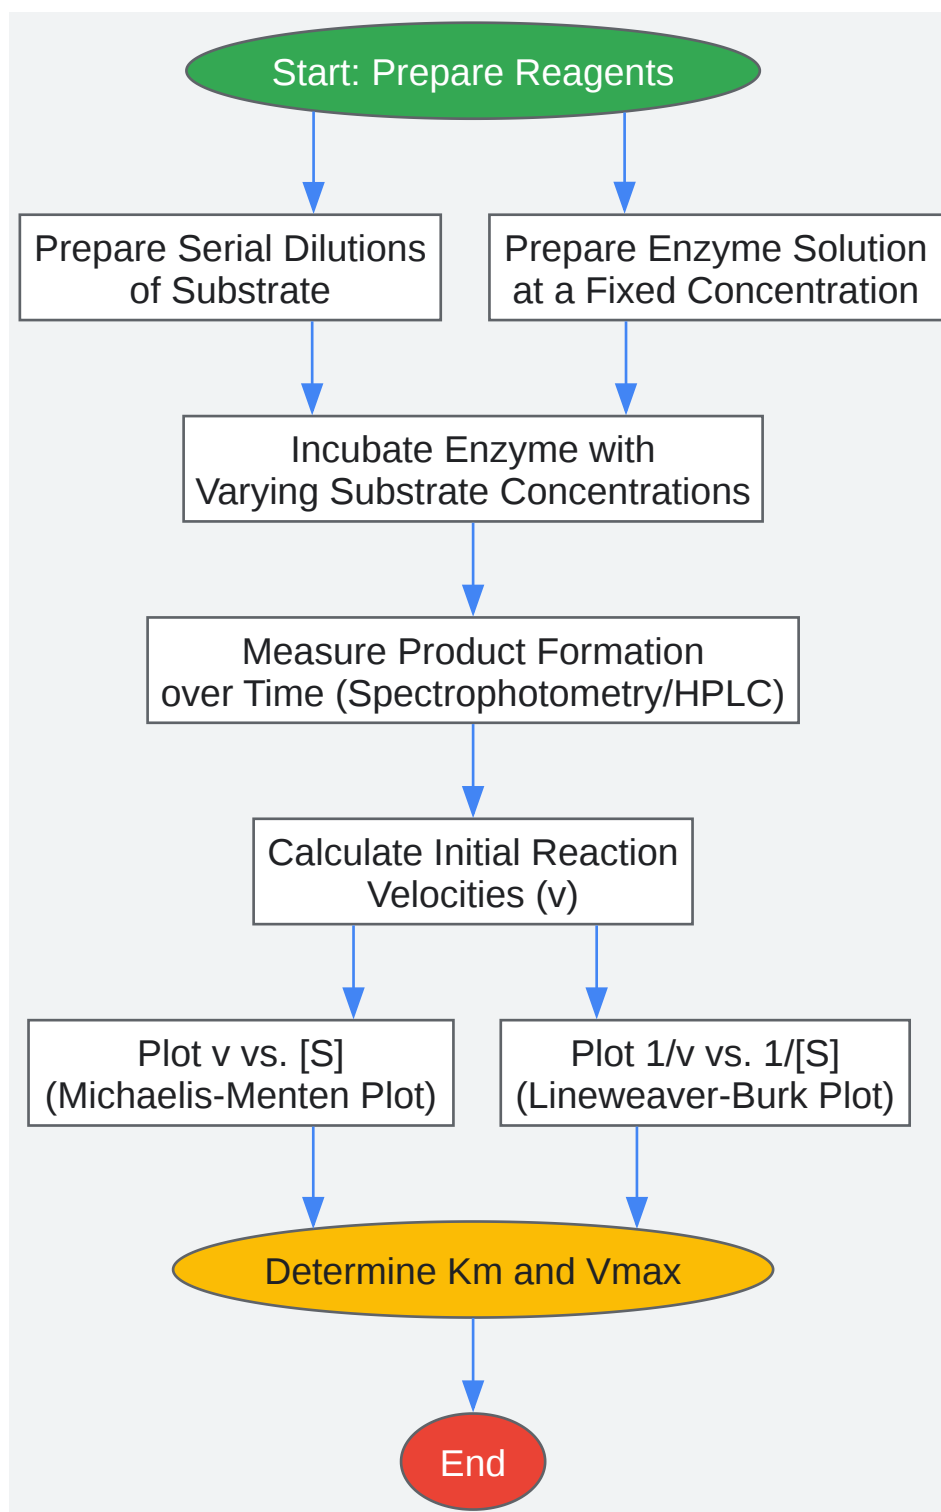 Start: Prepare Reagents
Prepare Serial Dilutions
of Substrate
Prepare Enzyme Solution
at a Fixed Concentration
Incubate Enzyme with
Varying Substrate Concentrations
Measure Product Formation
over Time (Spectrophotometry/HPLC)
Calculate Initial Reaction
Velocities (v)
Plot v vs. [S]
(Michaelis-Menten Plot)
Plot 1/v vs. 1/[S]
(Lineweaver-Burk Plot)
Determine Km and Vmax
End